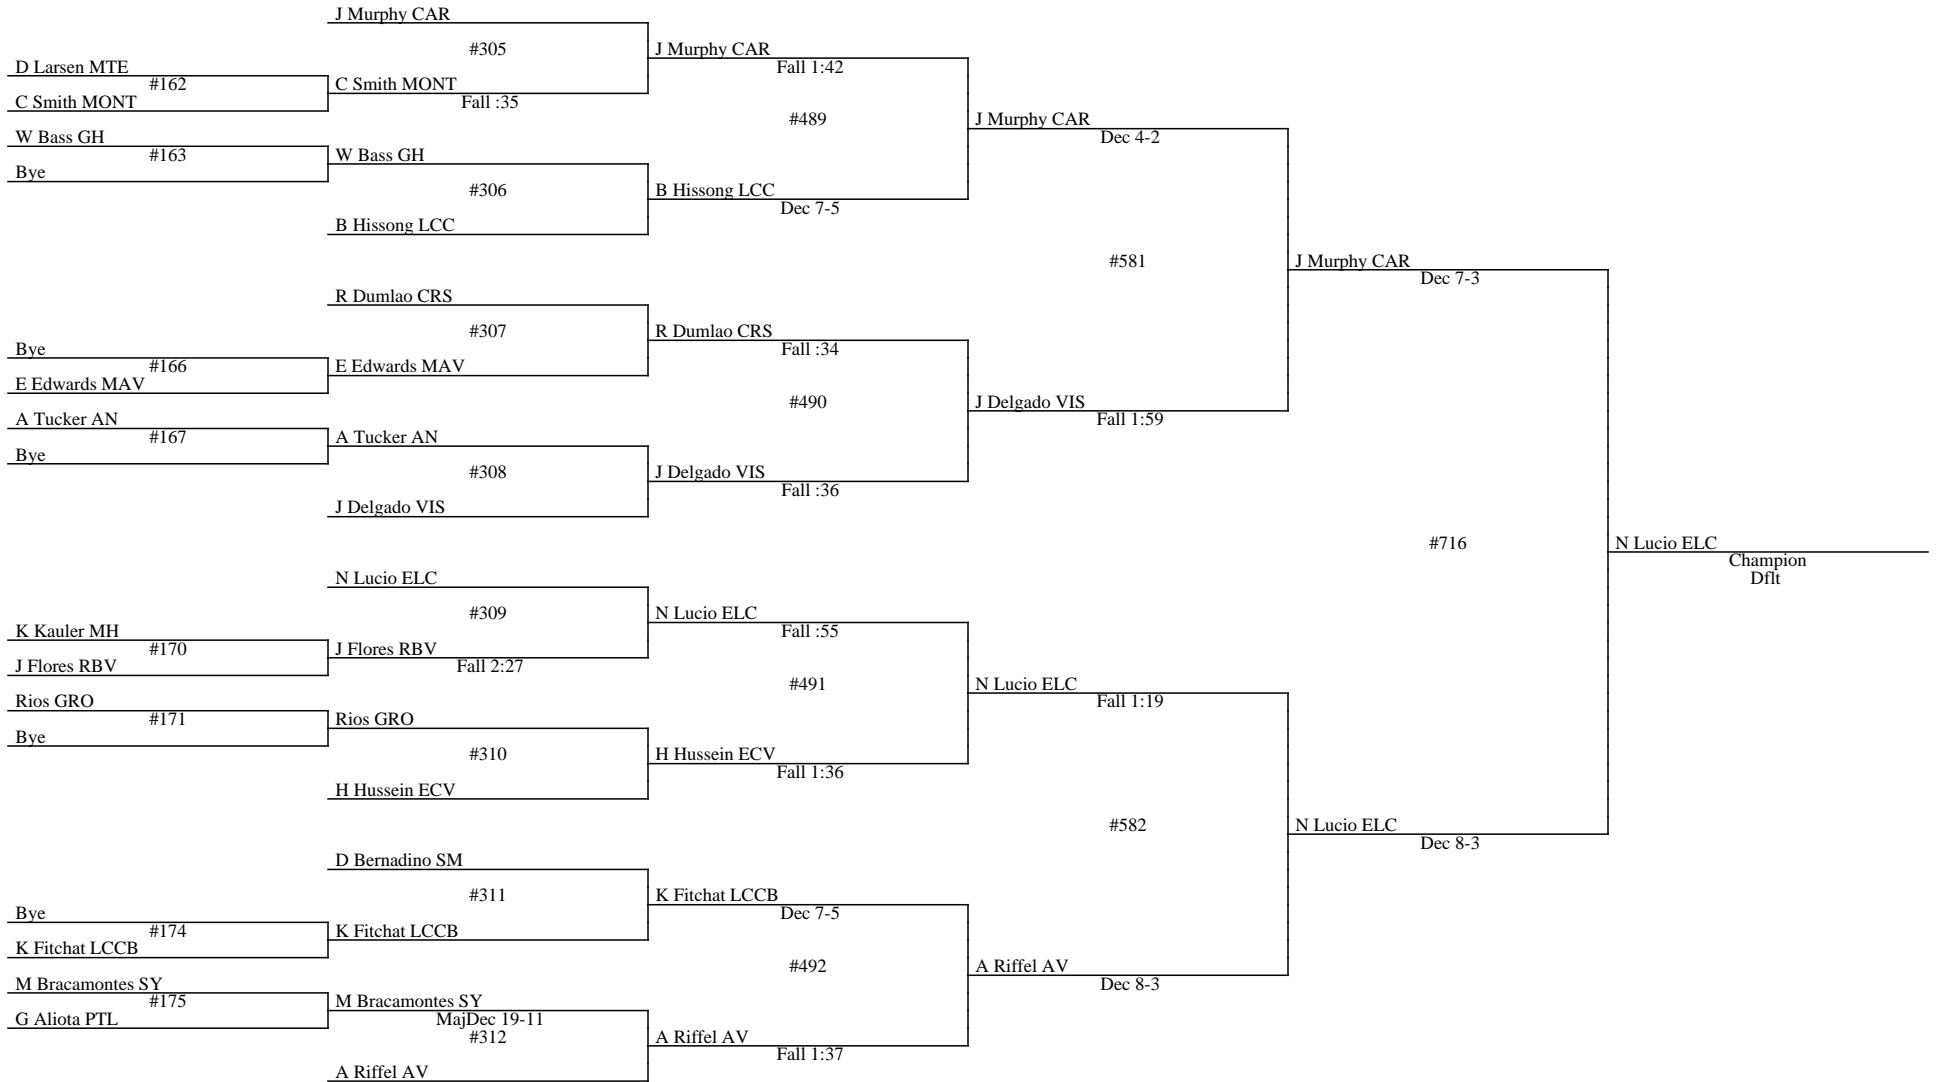 J Murphy CAR
#305
J Murphy CAR
Fall 1:42
D Larsen MTE
#162
C Smith MONT
C Smith MONT
Fall :35
#489
J Murphy CAR
Dec 4-2
W Bass GH
#163
Bye
W Bass GH
#306
B Hissong LCC
Dec 7-5
B Hissong LCC
#581
J Murphy CAR
Dec 7-3
R Dumlao CRS
#307
R Dumlao CRS
Fall :34
Bye
#166
E Edwards MAV
E Edwards MAV
#490
J Delgado VIS
Fall 1:59
A Tucker AN
#167
Bye
A Tucker AN
#308
J Delgado VIS
Fall :36
J Delgado VIS
#716
N Lucio ELC
Champion
Dflt
N Lucio ELC
#309
N Lucio ELC
Fall :55
K Kauler MH
#170
J Flores RBV
J Flores RBV
Fall 2:27
#491
N Lucio ELC
Fall 1:19
Rios GRO
#171
Bye
Rios GRO
#310
H Hussein ECV
Fall 1:36
H Hussein ECV
#582
N Lucio ELC
Dec 8-3
D Bernadino SM
#311
K Fitchat LCCB
Dec 7-5
Bye
#174
K Fitchat LCCB
K Fitchat LCCB
#492
A Riffel AV
Dec 8-3
M Bracamontes SY
#175
G Aliota PTL
M Bracamontes SY
MajDec 19-11
#312
A Riffel AV
Fall 1:37
A Riffel AV